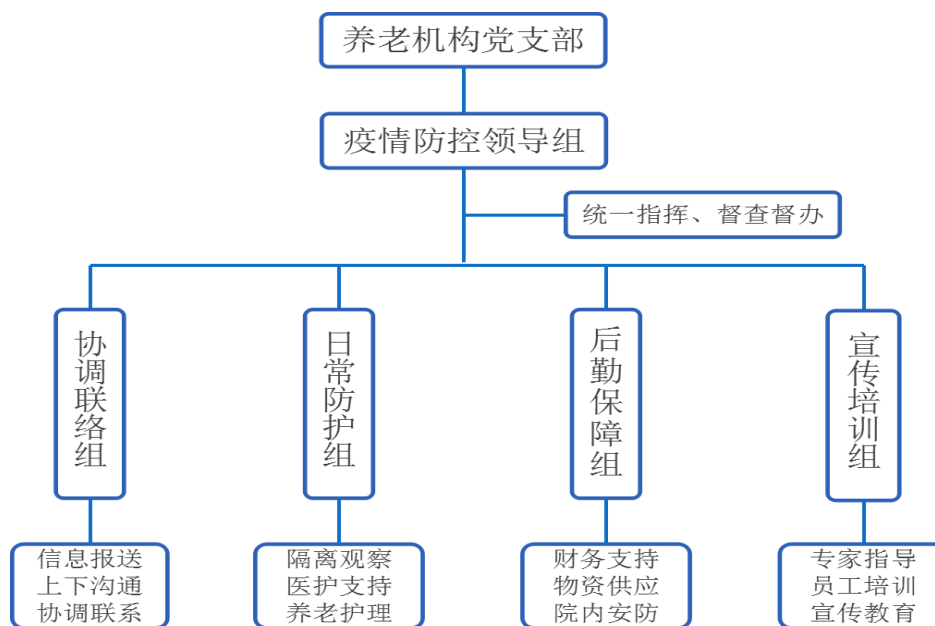 养老机构党支部
疫情防控领导组
统一指挥、督查督办
协调联络组
日常防护组
后勤保障组
宣传培训组
信息报送
上下沟通
协调联系
隔离观察
医护支持
养老护理
财务支持
物资供应
院内安防
专家指导
员工培训
宣传教育